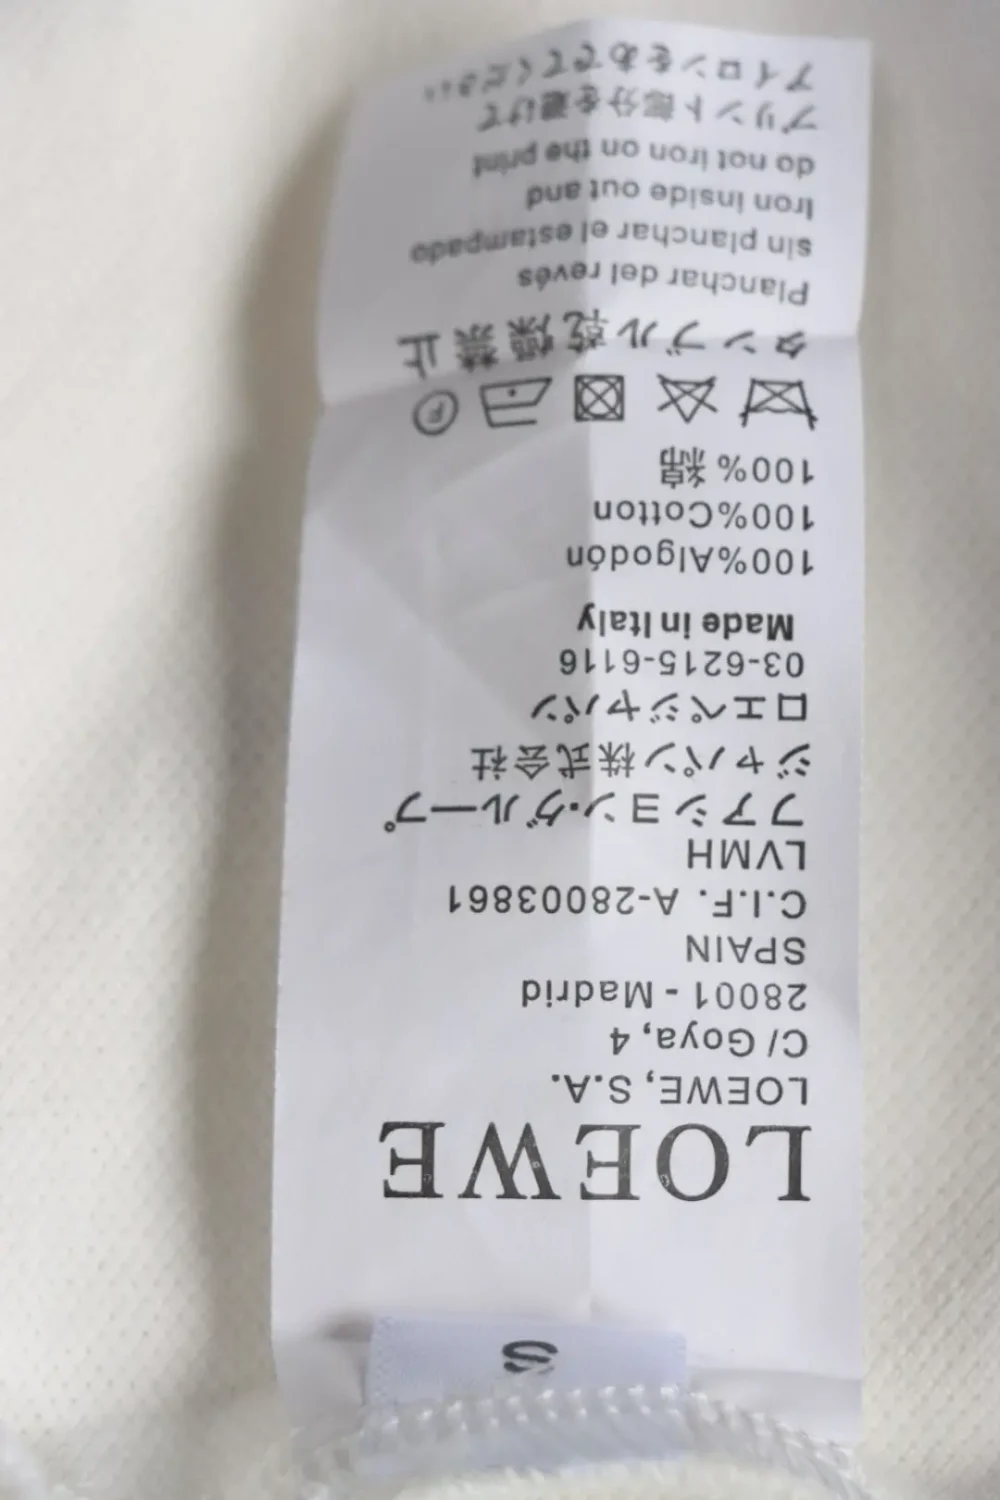 S
LOEWE
LOEWE, S.A.
C/ Goya, 4
28001 - Madrid
SPAIN
C.I.F. A-28003861
LVMH
ファション・グループ
ジャパン株式会社
ロエベジャパン
03-6215-6116
Made in Italy
100%Algodón
100%Cotton
100% 綿
P
タンブル乾燥禁止
Planchar del revés
sin planchar el estampado
Iron inside out and
do not iron on the print
プリント部分を避けて
アイロンをあててください